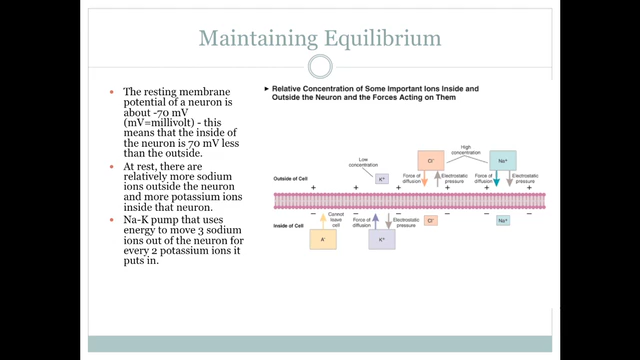 Maintaining Equilibrium
The resting membrane
potential of a neuron is
about -70 mV
(mV=millivolt) - this
means that the inside of
the neuron is 70 mV less
than the outside.
At rest, there are
relatively more sodium
ions outside the neuron
and more potassium ions
inside that neuron.
Na-K pump that uses
energy to move 3 sodium
ions out of the neuron for
every 2 potassium ions it
puts in.
► Relative Concentration of Some Important Ions Inside and
Outside the Neuron and the Forces Acting on Them
High
concentration
Low
concentration
Cl⁻
Na⁺
K⁺
Force of
diffusion
Electrostatic
pressure
Force of
diffusion
Electrostatic
pressure
Outside of Cell
+ + + + + +
– – – – – –
Inside of Cell
Cannot
leave
cell
Force of
diffusion
Electrostatic
pressure
Cl⁻
Na⁺
A⁻
K⁺